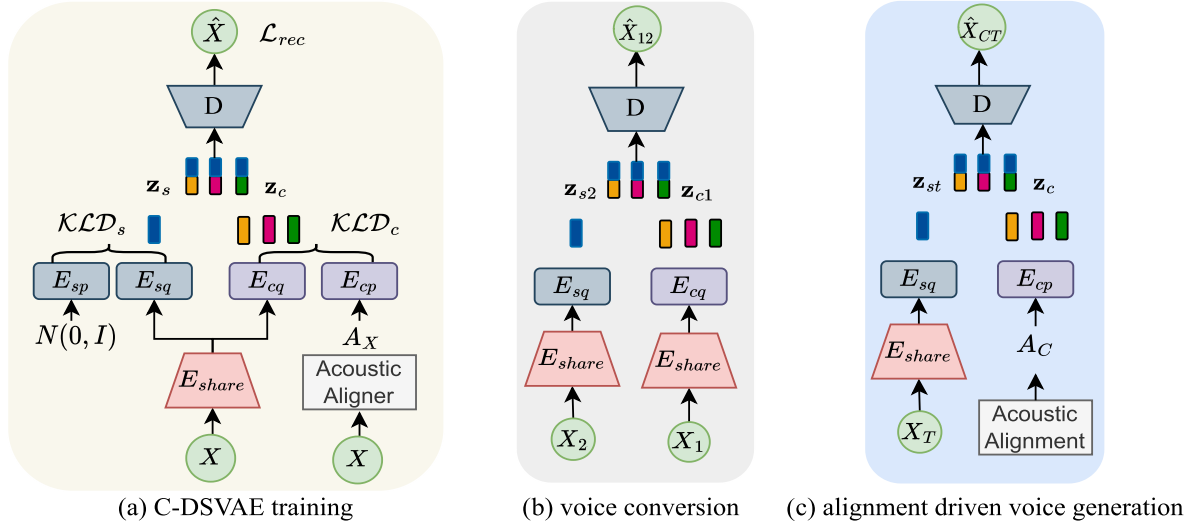 X̂ ℒ_rec
D
z_s z_c
𝒦ℒ𝒟_s 𝒦ℒ𝒟_c
E_sp E_sq E_cq E_cp
N(0, I) A_X
E_share
Acoustic
Aligner
X X
(a) C-DSVAE training
X̂_12
D
z_s2 z_c1
E_sq E_cq
E_share E_share
X_2 X_1
(b) voice conversion
X̂_CT
D
z_st z_c
E_sq E_cp
E_share A_C
X_T
Acoustic
Alignment
(c) alignment driven voice generation